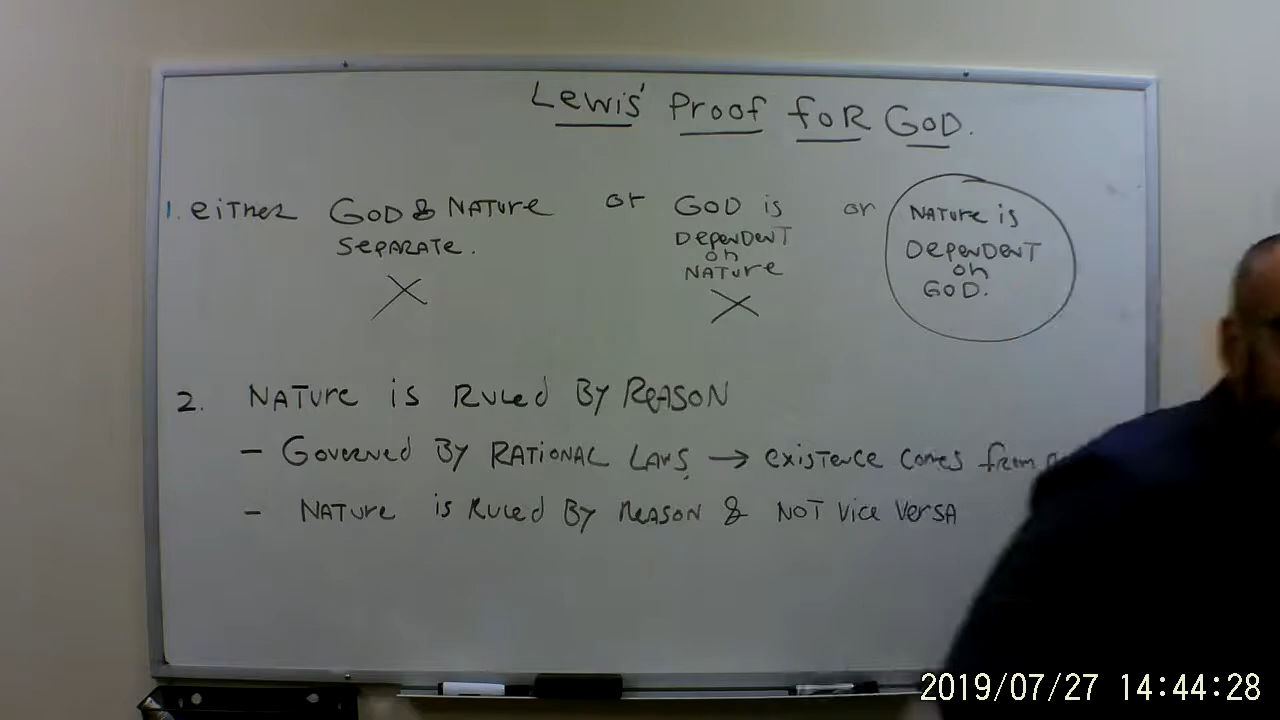 Lewis' Proof for GOD.
1. either GOD & NATURE or GOD is or NATURE is
SEPARATE. DEPENDENT DEPENDENT
on on
NATURE GOD.
2. NATURE is RULED BY REASON
- GOVERNED BY RATIONAL LAWS → existence comes from
- NATURE is RULED BY REASON & NOT Vice VERSA
2019/07/27 14:44:28